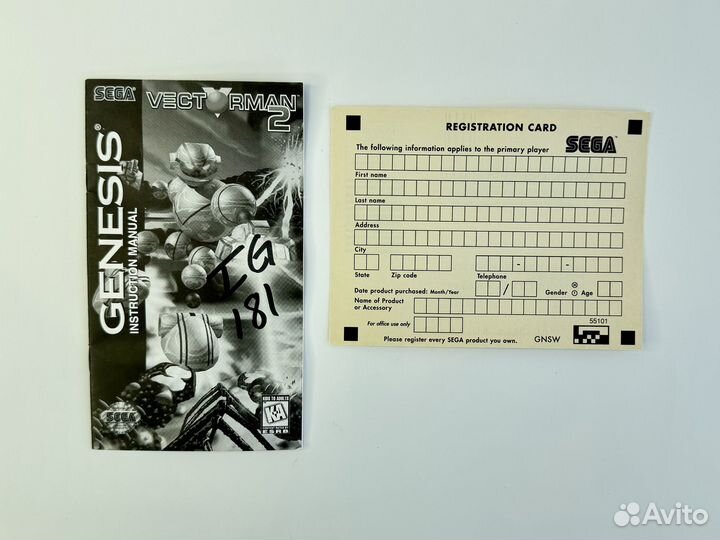 SEGA
VECTORMAN
2
GENESIS®
INSTRUCTION MANUAL
IG
181
SEGA
KIDS TO ADULTS
K-A
ESRB
REGISTRATION CARD
The following information applies to the primary player
SEGA™
First name
Last name
Address
City
State Zip code Telephone
Date product purchased: Month/Year / Gender M F Age
Name of Product
or Accessory
For office use only
55101
Please register every SEGA product you own. GNSW
Avito